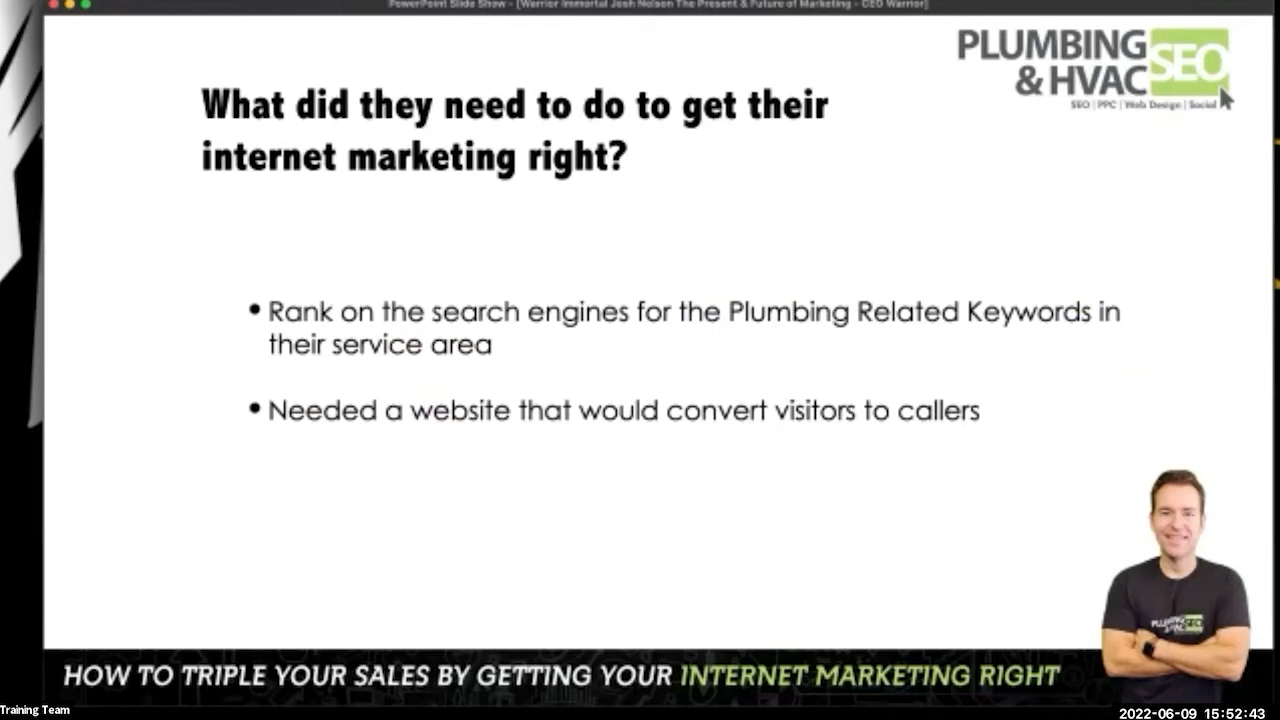 PowerPoint Slide Show - [Warrior Immortal Josh Nelson The Present & Future of Marketing - CEO Warrior]
PLUMBING
& HVAC SEO
SEO | PPC | Web Design | Social
What did they need to do to get their
internet marketing right?
• Rank on the search engines for the Plumbing Related Keywords in
their service area
• Needed a website that would convert visitors to callers
PLUMBING
& HVAC SEO
HOW TO TRIPLE YOUR SALES BY GETTING YOUR INTERNET MARKETING RIGHT
Training Team
2022-06-09 15:52:43